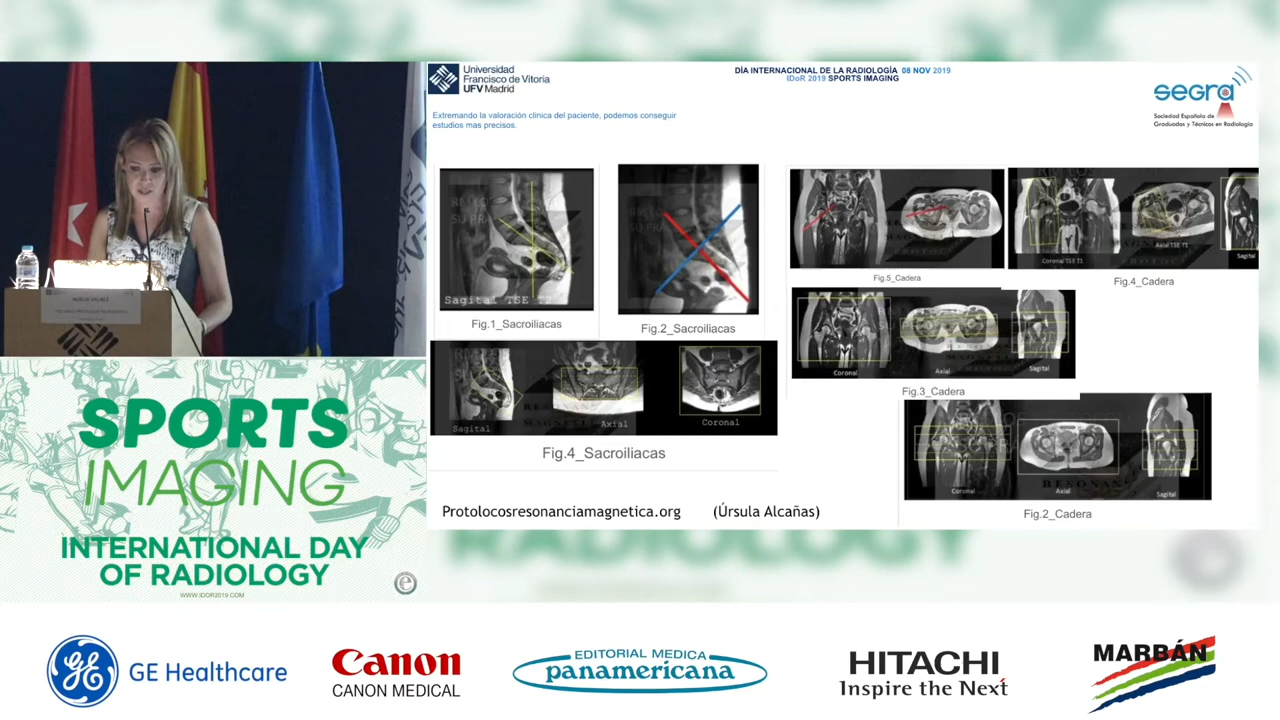 Universidad
Francisco de Vitoria
UFV Madrid
DÍA INTERNACIONAL DE LA RADIOLOGÍA 08 NOV 2019
IDoR 2019 SPORTS IMAGING
segra
Sociedad Española de
Graduados y Técnicos en Radiología
Extremando la valoración clínica del paciente, podemos conseguir
estudios mas precisos.
Sagital TSE T2
Fig.1_Sacroiliacas
Fig.2_Sacroiliacas
Sagital
Axial
Coronal
Fig.4_Sacroiliacas
Fig.5_Cadera
Coronal TSE T1
Axial TSE T1
Sagital
Fig.4_Cadera
Coronal
Axial
Sagital
Fig.3_Cadera
Coronal
Axial
Sagital
Fig.2_Cadera
Protolocosresonanciamagnetica.org (Úrsula Alcañas)
SPORTS
IMAGING
INTERNATIONAL DAY
OF RADIOLOGY
WWW.IDOR2019.COM
RADIOLOGY
GE Healthcare
Canon
CANON MEDICAL
EDITORIAL MEDICA
panamericana
HITACHI
Inspire the Next
MARBÁN